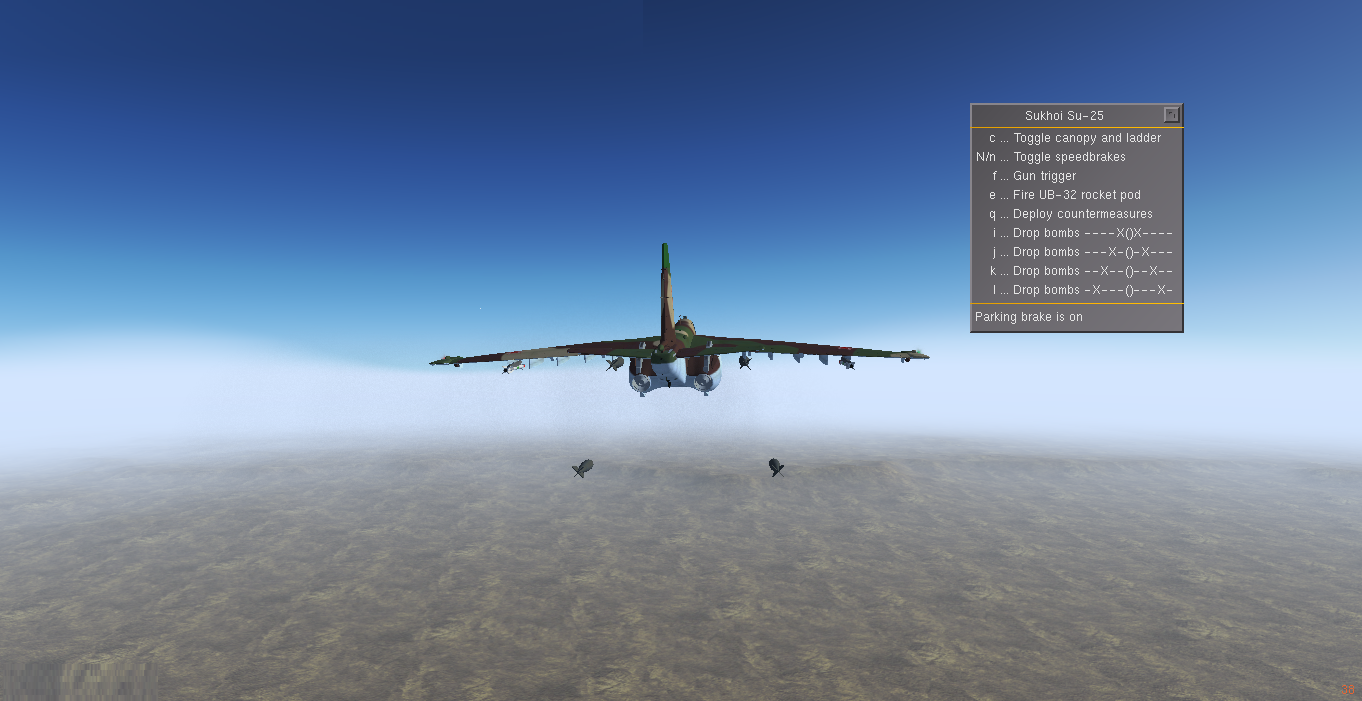 Sukhoi Su-25
c ... Toggle canopy and ladder
N/n ... Toggle speedbrakes
f ... Gun trigger
e ... Fire UB-32 rocket pod
q ... Deploy countermeasures
i ... Drop bombs ----X()X----
j ... Drop bombs ---X-()-X---
k ... Drop bombs --X--()--X--
l ... Drop bombs -X---()---X-
Parking brake is on